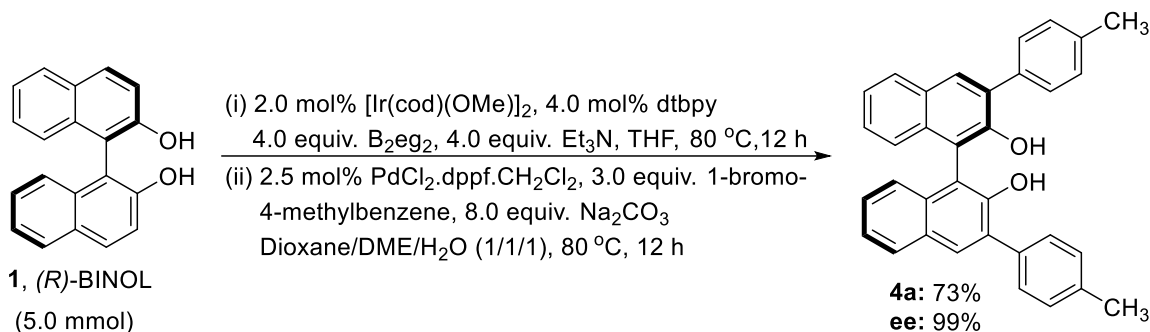 CH₃
(i) 2.0 mol% [Ir(cod)(OMe)]₂, 4.0 mol% dtbpy
4.0 equiv. B₂eg₂, 4.0 equiv. Et₃N, THF, 80 °C,12 h
(ii) 2.5 mol% PdCl₂.dppf.CH₂Cl₂, 3.0 equiv. 1-bromo-
4-methylbenzene, 8.0 equiv. Na₂CO₃
Dioxane/DME/H₂O (1/1/1), 80 °C, 12 h
OH
OH
1, (R)-BINOL
(5.0 mmol)
OH
OH
CH₃
4a: 73%
ee: 99%